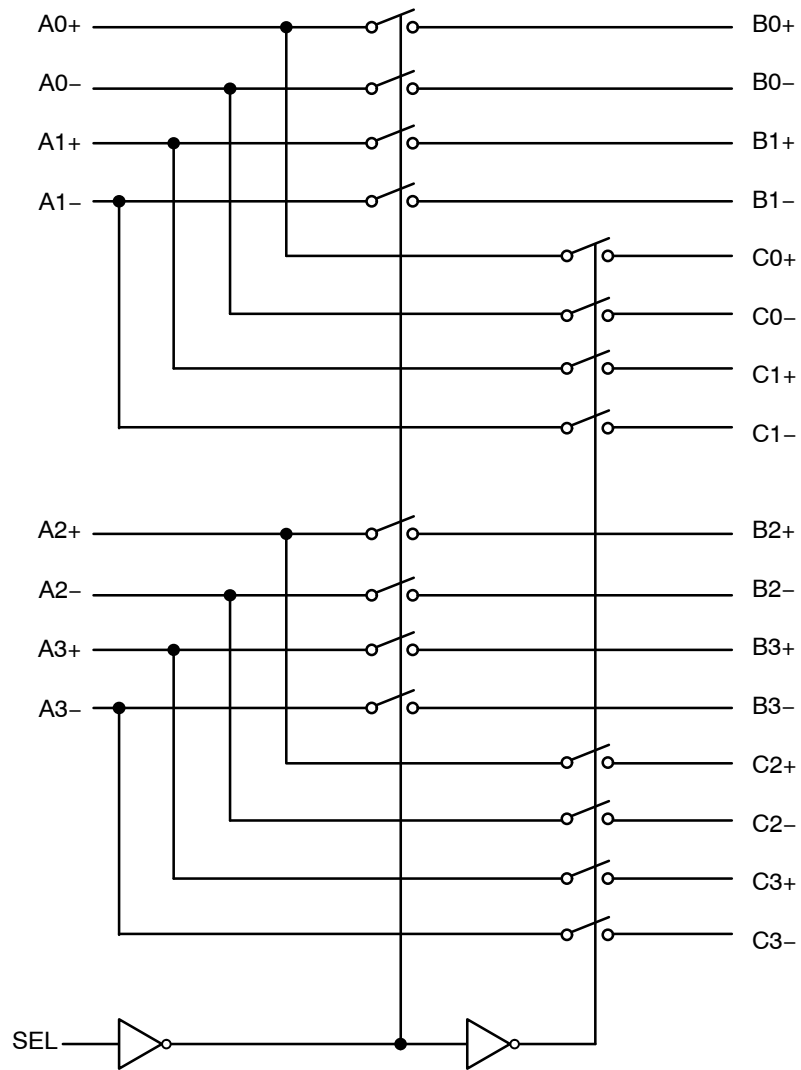 A0+ B0+
A0− B0−
A1+ B1+
A1− B1−
C0+
C0−
C1+
C1−
A2+ B2+
A2− B2−
A3+ B3+
A3− B3−
C2+
C2−
C3+
C3−
SEL